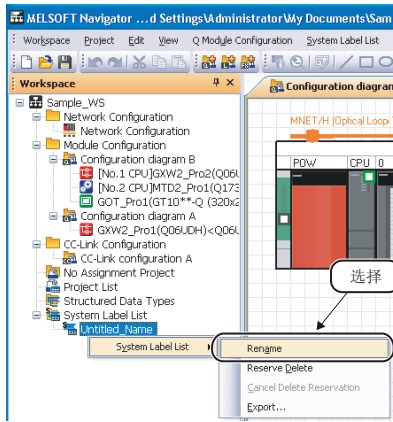 MELSOFT Navigator ...d Settings\Administrator\My Documents\Sam
Workspace Project Edit View Q Module Configuration System Label List
Workspace
Configuration diagram
Sample_WS
Network Configuration
Network Configuration
Module Configuration
Configuration diagram B
[No.1 CPU]GXW2_Pro2(Q06U
[No.2 CPU]MTD2_Pro1(Q173
GOT_Pro1(GT10**-Q (320x2
Configuration diagram A
GXW2_Pro1(Q06UDH)<Q06U
CC-Link Configuration
CC-Link configuration A
No Assignment Project
Project List
Structured Data Types
System Label List
Untitled_Name
MNET/H (Optical Loop
POW CPU 0
选择
System Label List
Rename
Reserve Delete
Cancel Delete Reservation
Export...